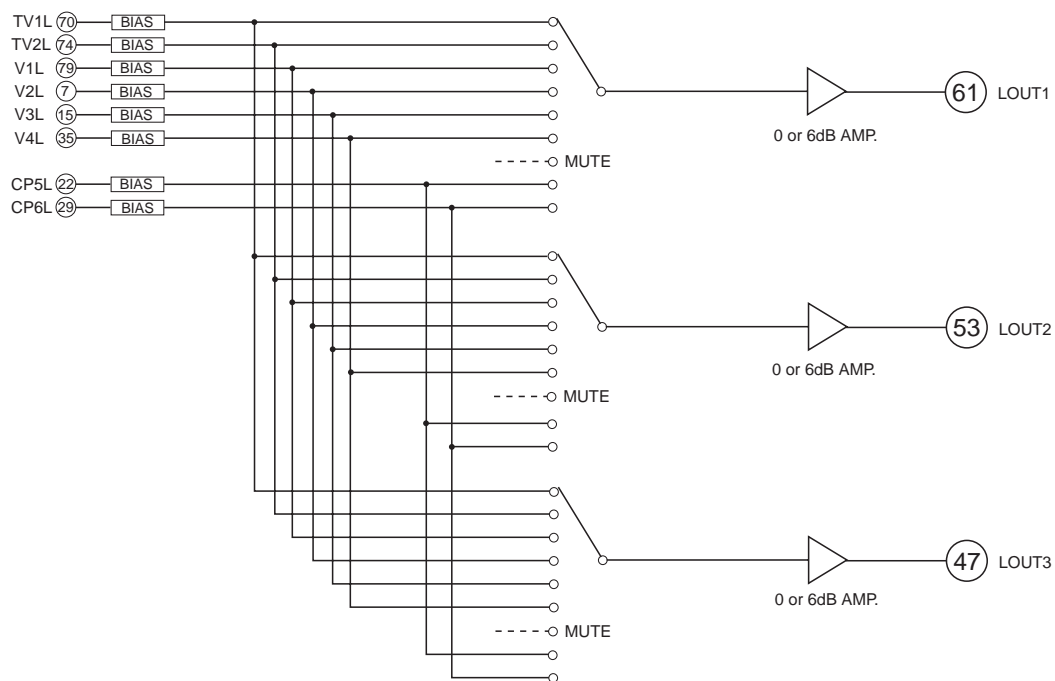 TV1L 70 BIAS
TV2L 74 BIAS
V1L 79 BIAS
V2L 7 BIAS
V3L 15 BIAS
V4L 35 BIAS
MUTE
CP5L 22 BIAS
CP6L 29 BIAS
0 or 6dB AMP.
61 LOUT1
MUTE
0 or 6dB AMP.
53 LOUT2
MUTE
0 or 6dB AMP.
47 LOUT3